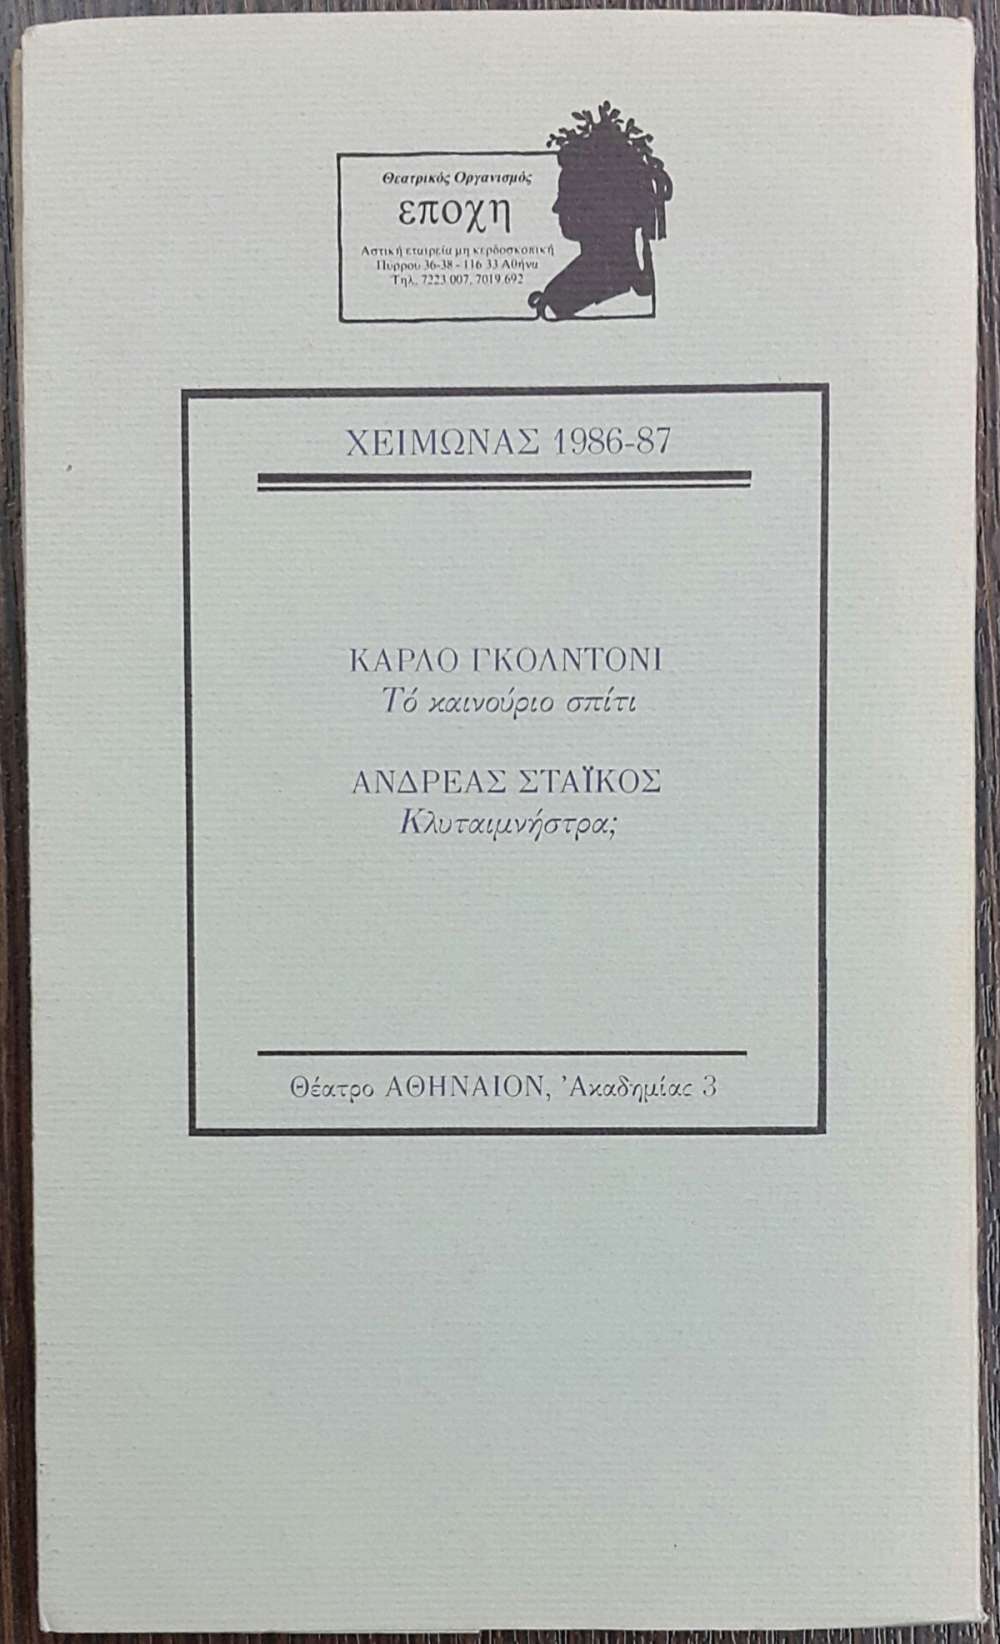 Θεατρικός Οργανισμός
εποχη
Αστική εταιρεία μη κερδοσκοπική
Πυρρου 36-38 - 116 33 Αθήνα
Τηλ. 7223 007, 7019 692
ΧΕΙΜΩΝΑΣ 1986-87
ΚΑΡΛΟ ΓΚΟΛΝΤΟΝΙ
Τό καινούριο σπίτι
ΑΝΔΡΕΑΣ ΣΤΑΪΚΟΣ
Κλυταιμνήστρα;
Θέατρο ΑΘΗΝΑΙΟΝ, Ἀκαδημίας 3